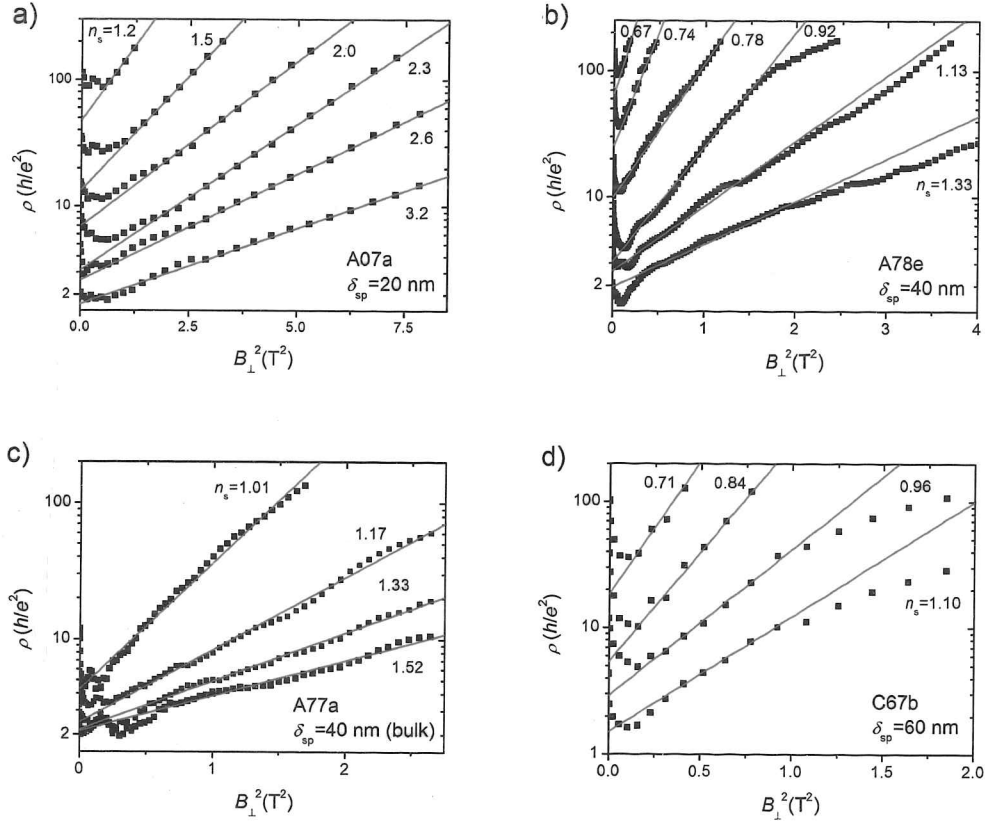 a)
n_s=1.2
1.5
2.0
2.3
2.6
3.2
100
10
2
ρ (h/e²)
A07a
δ_sp=20 nm
0.0
2.5
5.0
7.5
B⊥² (T²)
b)
0.67
0.74
0.78
0.92
1.13
n_s=1.33
100
10
2
ρ (h/e²)
A78e
δ_sp=40 nm
0
1
2
3
4
B⊥² (T²)
c)
n_s=1.01
1.17
1.33
1.52
100
10
2
ρ (h/e²)
A77a
δ_sp=40 nm (bulk)
0
1
2
B⊥² (T²)
d)
0.71
0.84
0.96
n_s=1.10
100
10
1
ρ (h/e²)
C67b
δ_sp=60 nm
0.0
0.5
1.0
1.5
2.0
B⊥² (T²)